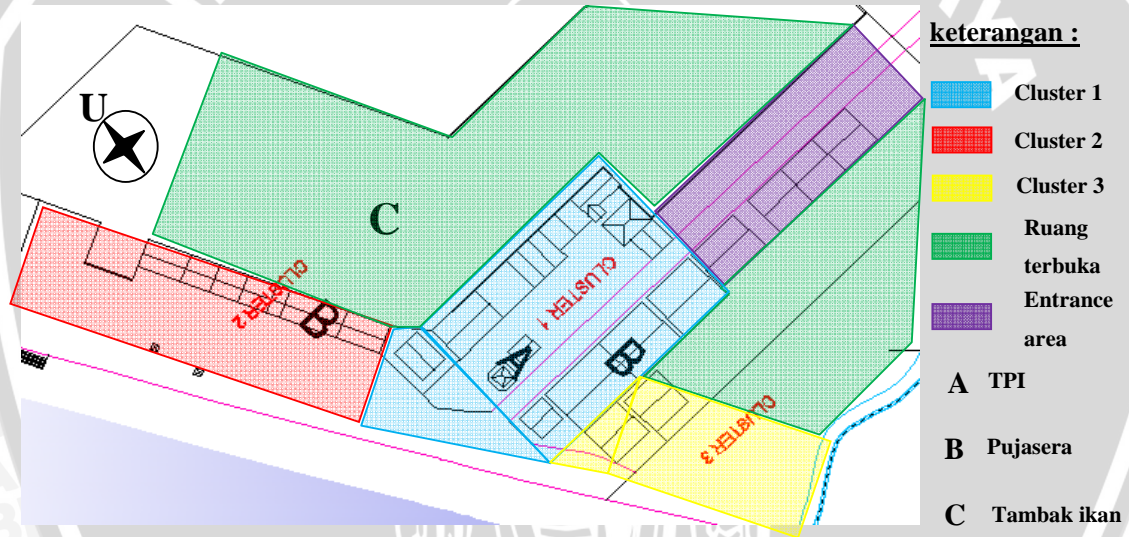 keterangan :
Cluster 1
Cluster 2
Cluster 3
Ruang
terbuka
Entrance
area
A TPI
B Pujasera
C Tambak ikan
U
C
CLUSTER 2
B
CLUSTER 1
A
B
CLUSTER 3